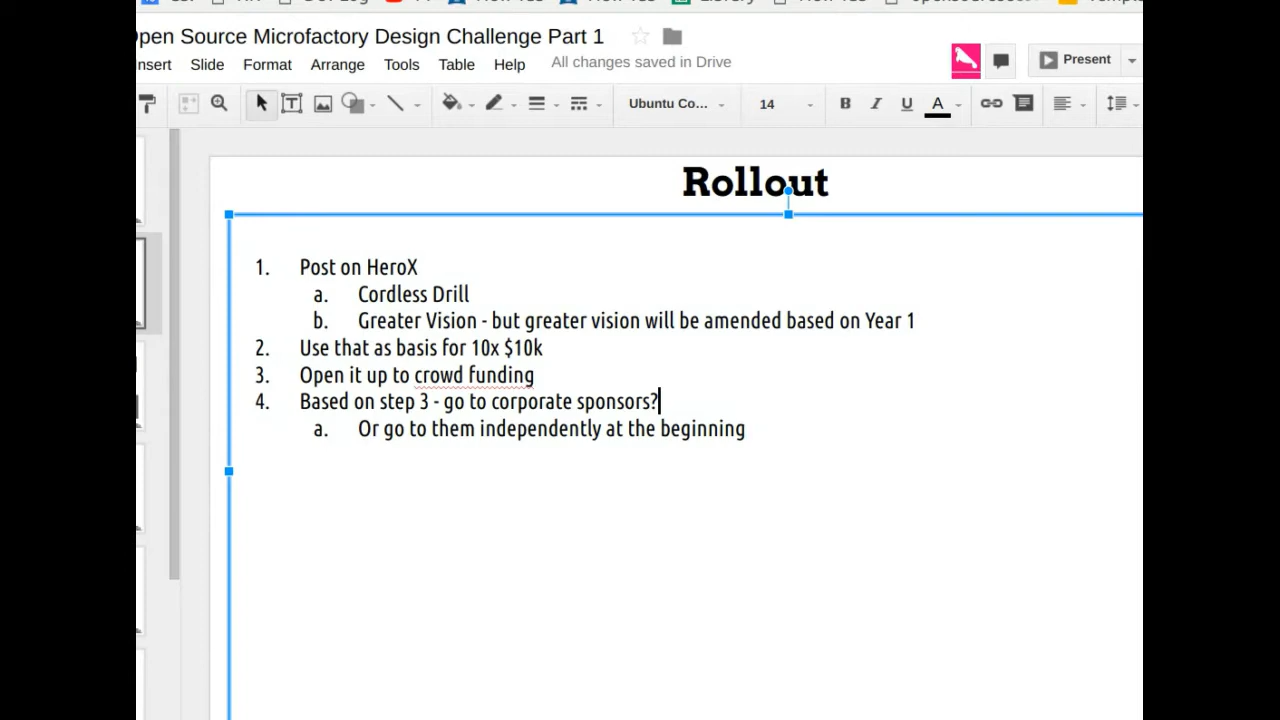 pen Source Microfactory Design Challenge Part 1
nsert Slide Format Arrange Tools Table Help All changes saved in Drive
Present
Ubuntu Co... 14 B I U A
Rollout
1. Post on HeroX
a. Cordless Drill
b. Greater Vision - but greater vision will be amended based on Year 1
2. Use that as basis for 10x $10k
3. Open it up to crowd funding
4. Based on step 3 - go to corporate sponsors?
a. Or go to them independently at the beginning